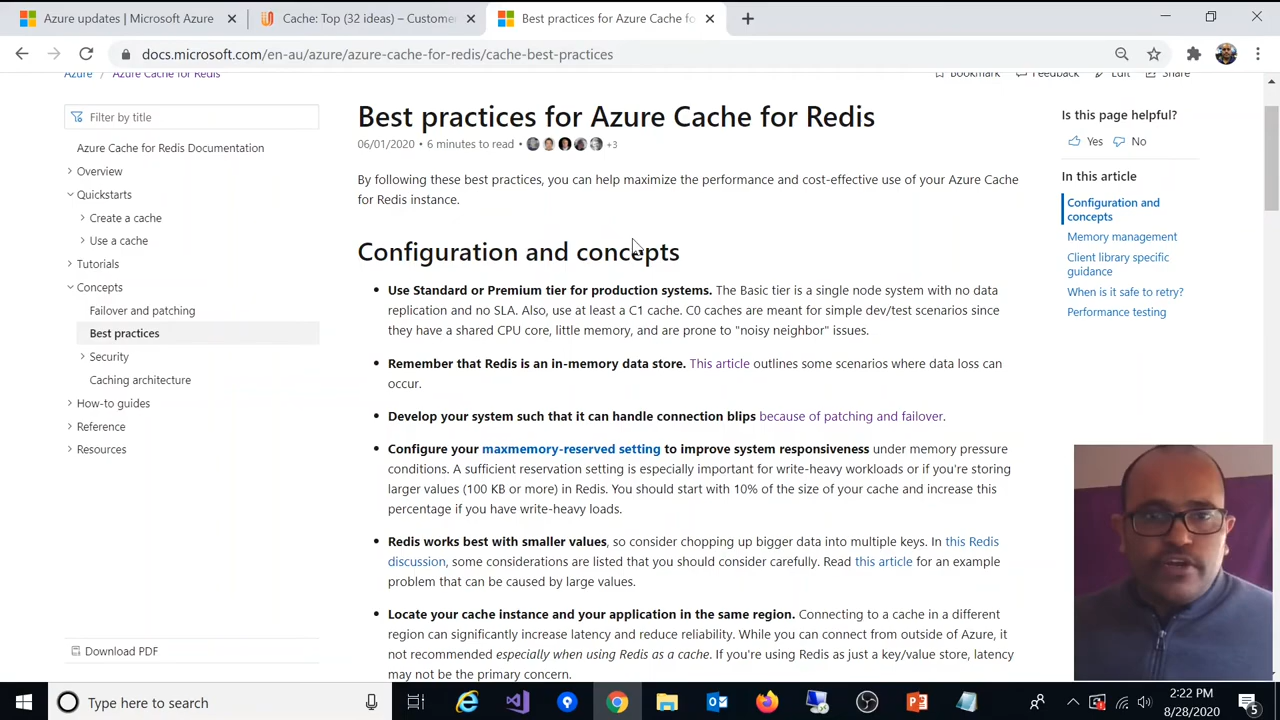 Azure updates | Microsoft Azure
Cache: Top (32 ideas) – Customer
Best practices for Azure Cache fo
docs.microsoft.com/en-au/azure/azure-cache-for-redis/cache-best-practices
Azure / Azure Cache for Redis
Bookmark Feedback Edit Share
Filter by title
Azure Cache for Redis Documentation
Overview
Quickstarts
Create a cache
Use a cache
Tutorials
Concepts
Failover and patching
Best practices
Security
Caching architecture
How-to guides
Reference
Resources
Download PDF
Best practices for Azure Cache for Redis
06/01/2020 • 6 minutes to read • +3
By following these best practices, you can help maximize the performance and cost-effective use of your Azure Cache
for Redis instance.
Configuration and concepts
• Use Standard or Premium tier for production systems. The Basic tier is a single node system with no data
replication and no SLA. Also, use at least a C1 cache. C0 caches are meant for simple dev/test scenarios since
they have a shared CPU core, little memory, and are prone to "noisy neighbor" issues.
• Remember that Redis is an in-memory data store. This article outlines some scenarios where data loss can
occur.
• Develop your system such that it can handle connection blips because of patching and failover.
• Configure your maxmemory-reserved setting to improve system responsiveness under memory pressure
conditions. A sufficient reservation setting is especially important for write-heavy workloads or if you're storing
larger values (100 KB or more) in Redis. You should start with 10% of the size of your cache and increase this
percentage if you have write-heavy loads.
• Redis works best with smaller values, so consider chopping up bigger data into multiple keys. In this Redis
discussion, some considerations are listed that you should consider carefully. Read this article for an example
problem that can be caused by large values.
• Locate your cache instance and your application in the same region. Connecting to a cache in a different
region can significantly increase latency and reduce reliability. While you can connect from outside of Azure, it
not recommended especially when using Redis as a cache. If you're using Redis as just a key/value store, latency
may not be the primary concern.
Is this page helpful?
Yes No
In this article
Configuration and
concepts
Memory management
Client library specific
guidance
When is it safe to retry?
Performance testing
Type here to search
2:22 PM
8/28/2020
5